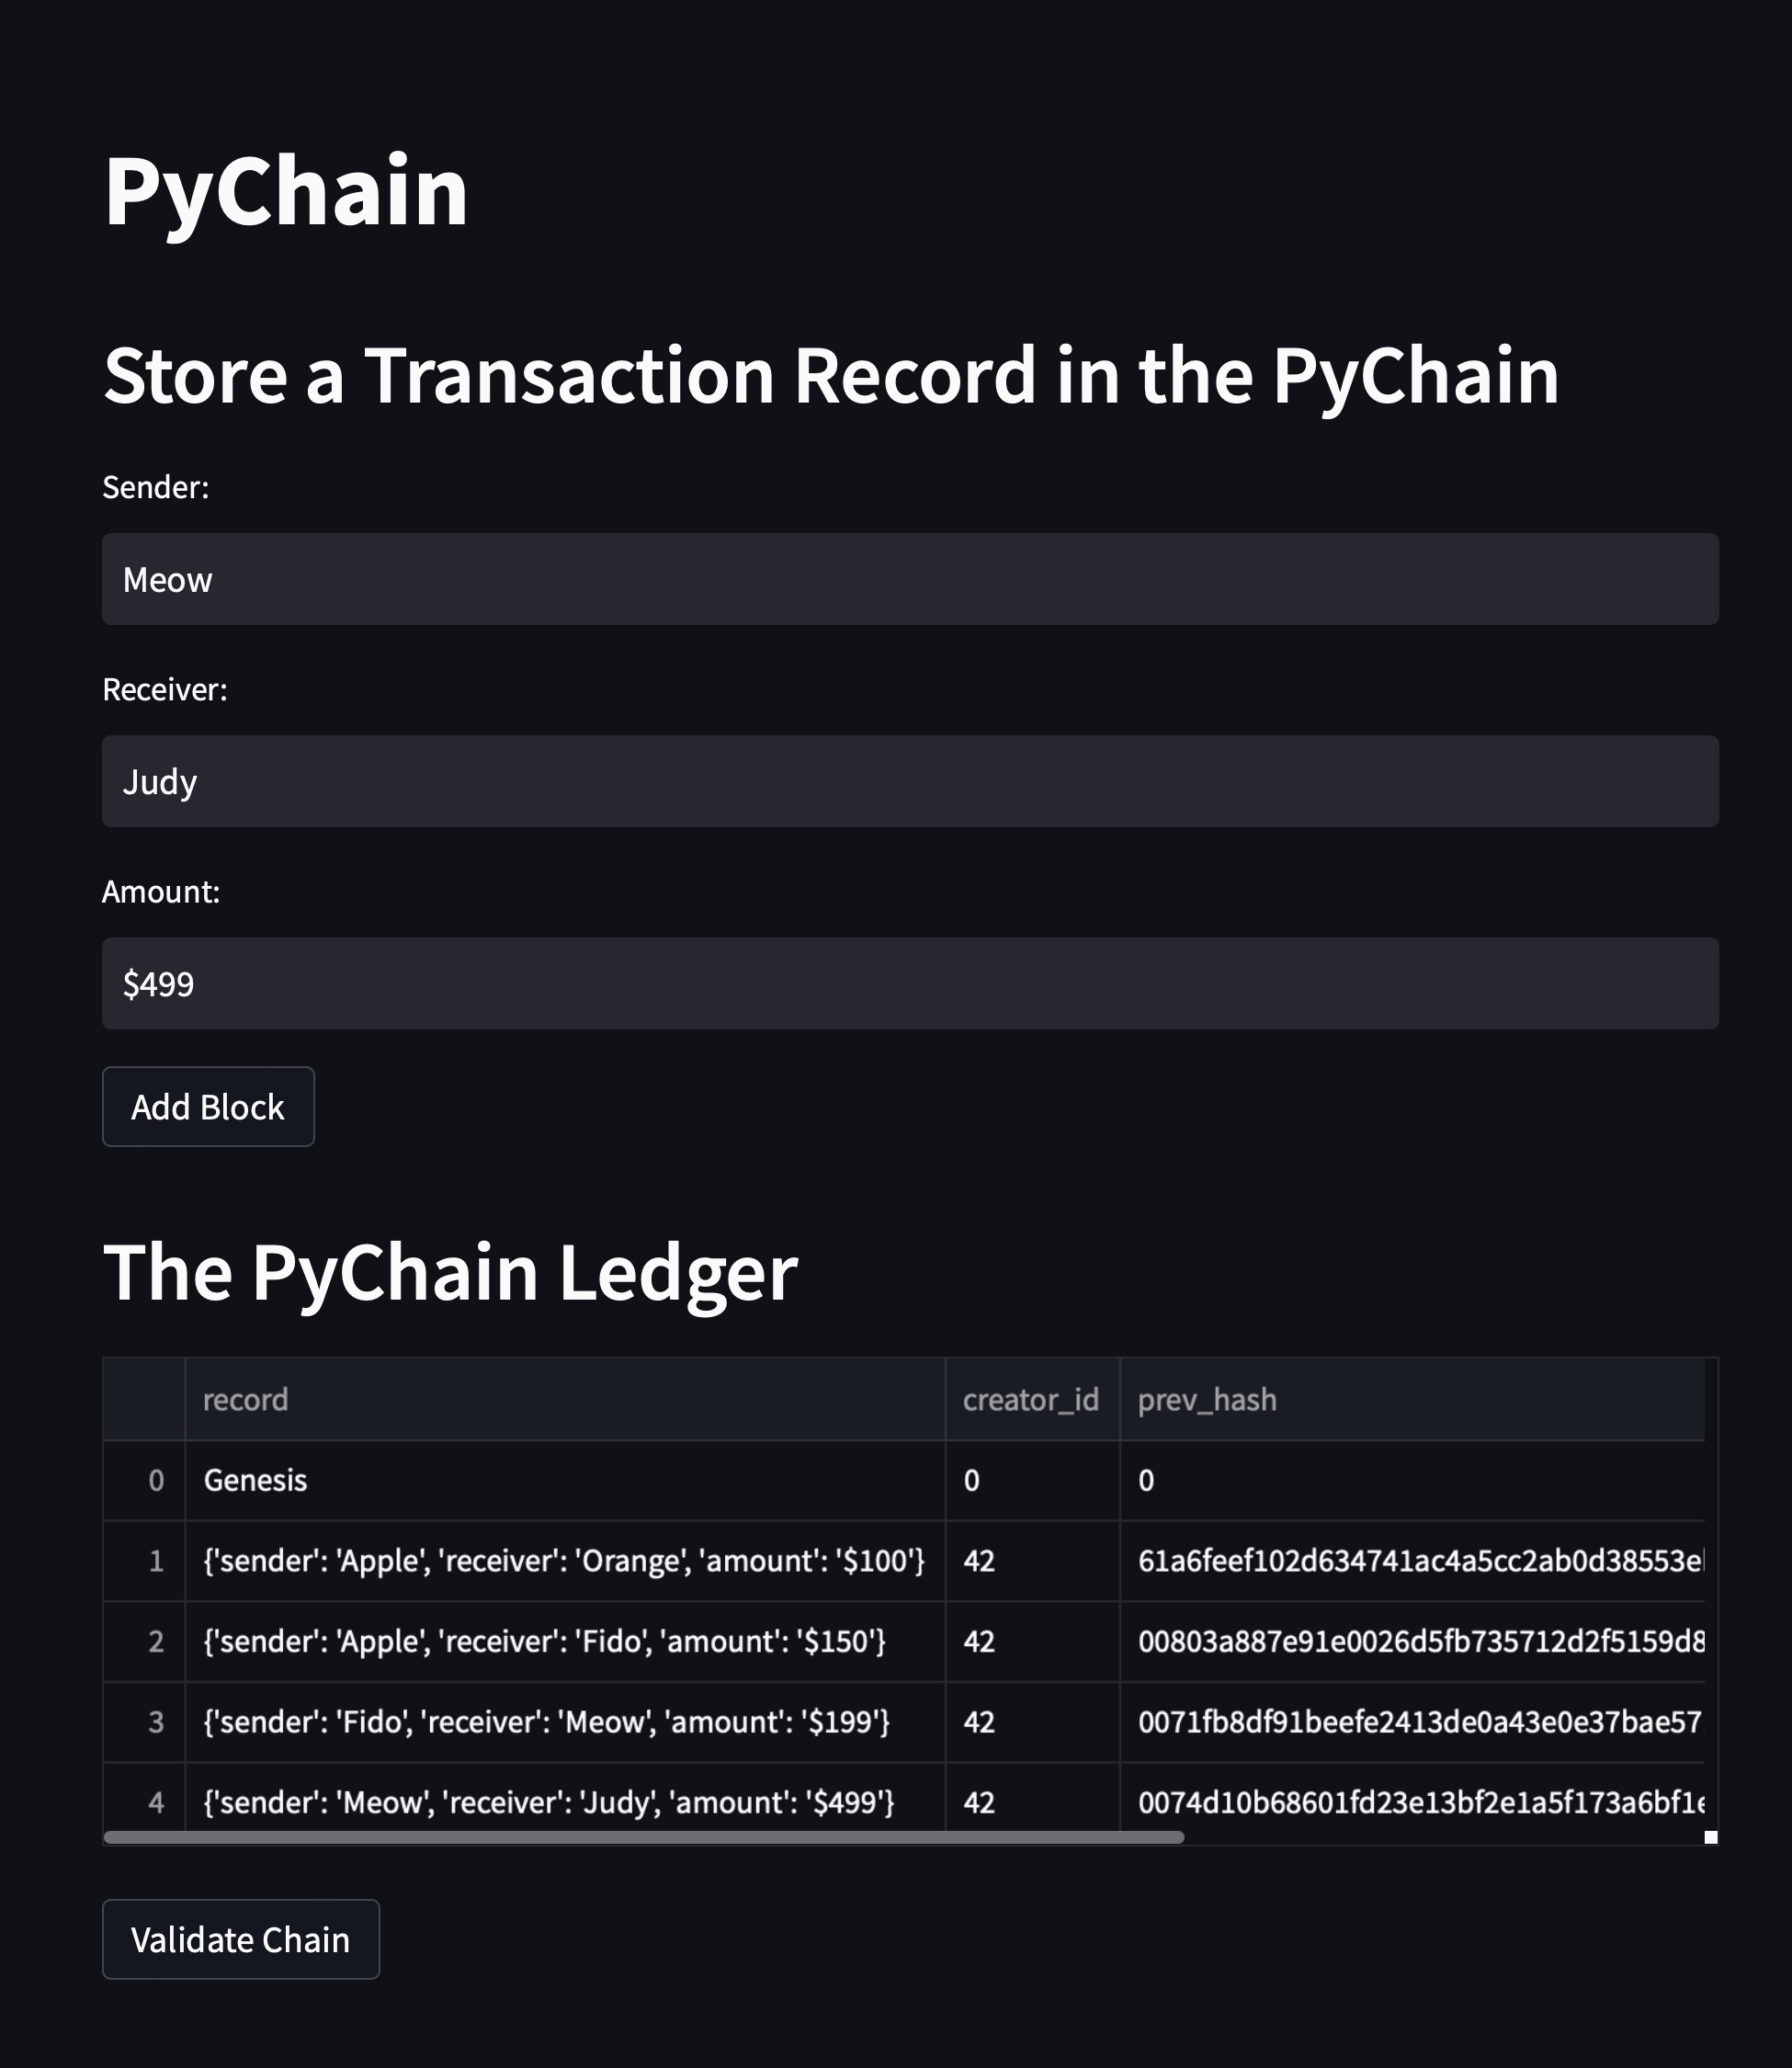 PyChain
Store a Transaction Record in the PyChain
Sender:
Meow
Receiver:
Judy
Amount:
$499
Add Block
The PyChain Ledger
record creator_id prev_hash
0 Genesis 0 0
1 {'sender': 'Apple', 'receiver': 'Orange', 'amount': '$100'} 42 61a6feef102d634741ac4a5cc2ab0d38553e
2 {'sender': 'Apple', 'receiver': 'Fido', 'amount': '$150'} 42 00803a887e91e0026d5fb735712d2f5159d8
3 {'sender': 'Fido', 'receiver': 'Meow', 'amount': '$199'} 42 0071fb8df91beefe2413de0a43e0e37bae57
4 {'sender': 'Meow', 'receiver': 'Judy', 'amount': '$499'} 42 0074d10b68601fd23e13bf2e1a5f173a6bf1e
Validate Chain